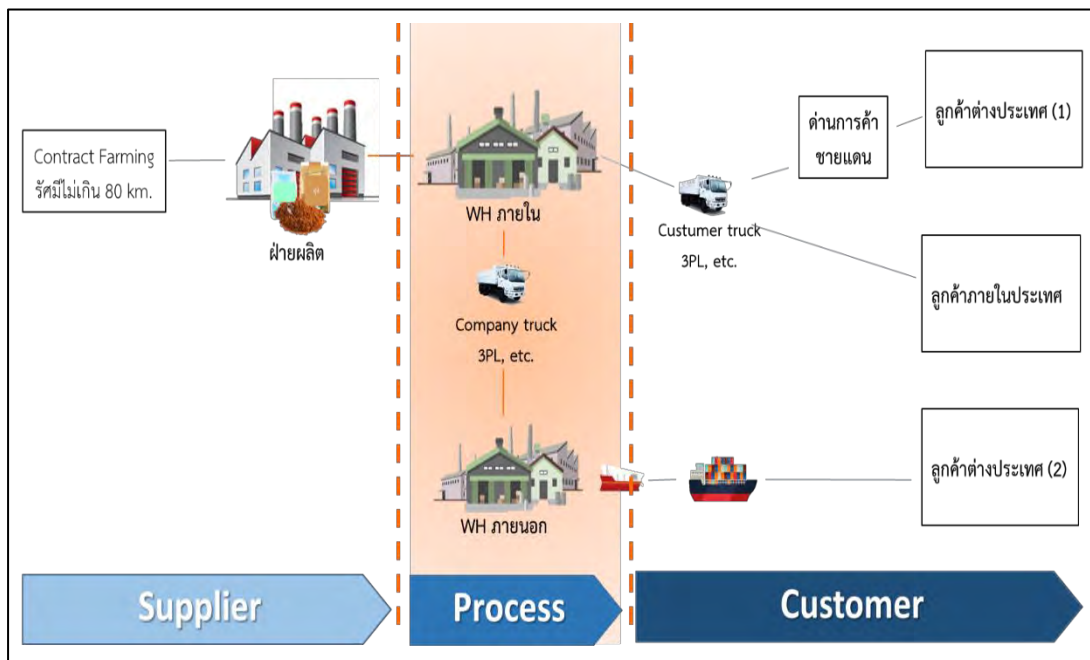 Contract Farming
รัศมีไม่เกิน 80 km.
ฝ่ายผลิต
WH ภายใน
Company truck
3PL, etc.
WH ภายนอก
Custumer truck
3PL, etc.
ด่านการค้า
ชายแดน
ลูกค้าต่างประเทศ (1)
ลูกค้าภายในประเทศ
ลูกค้าต่างประเทศ (2)
Supplier
Process
Customer